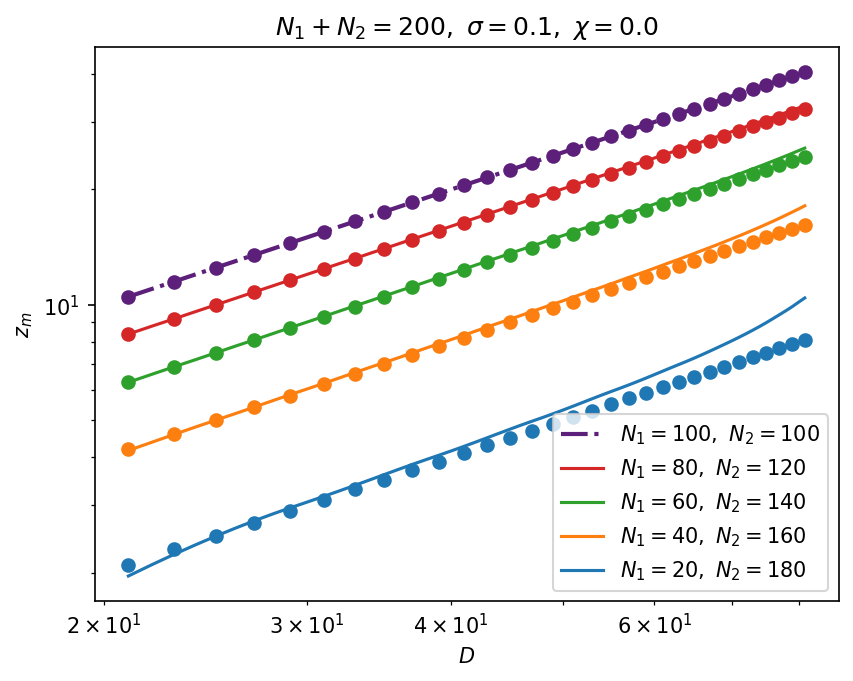 N₁ + N₂ = 200, σ = 0.1, χ = 0.0
10¹
zₘ
N₁ = 100, N₂ = 100
N₁ = 80, N₂ = 120
N₁ = 60, N₂ = 140
N₁ = 40, N₂ = 160
N₁ = 20, N₂ = 180
2 × 10¹
3 × 10¹
4 × 10¹
6 × 10¹
D